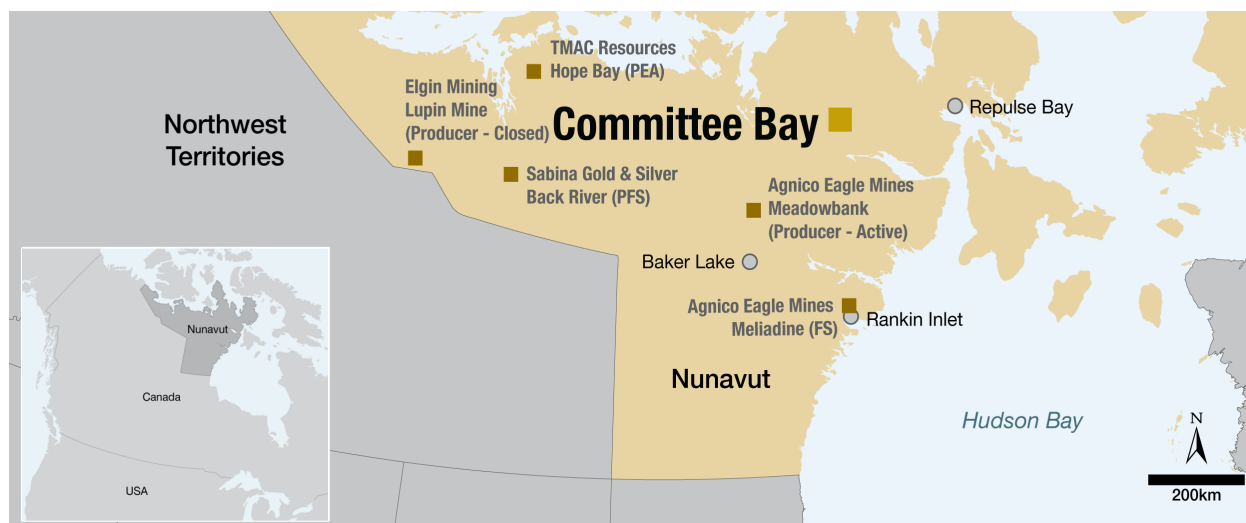 TMAC Resources
Hope Bay (PEA)
Elgin Mining
Lupin Mine
(Producer - Closed)
Committee Bay
Repulse Bay
Northwest
Territories
Sabina Gold & Silver
Back River (PFS)
Agnico Eagle Mines
Meadowbank
(Producer - Active)
Baker Lake
Agnico Eagle Mines
Meliadine (FS)
Rankin Inlet
Nunavut
Hudson Bay
N
200km
Nunavut
Canada
USA